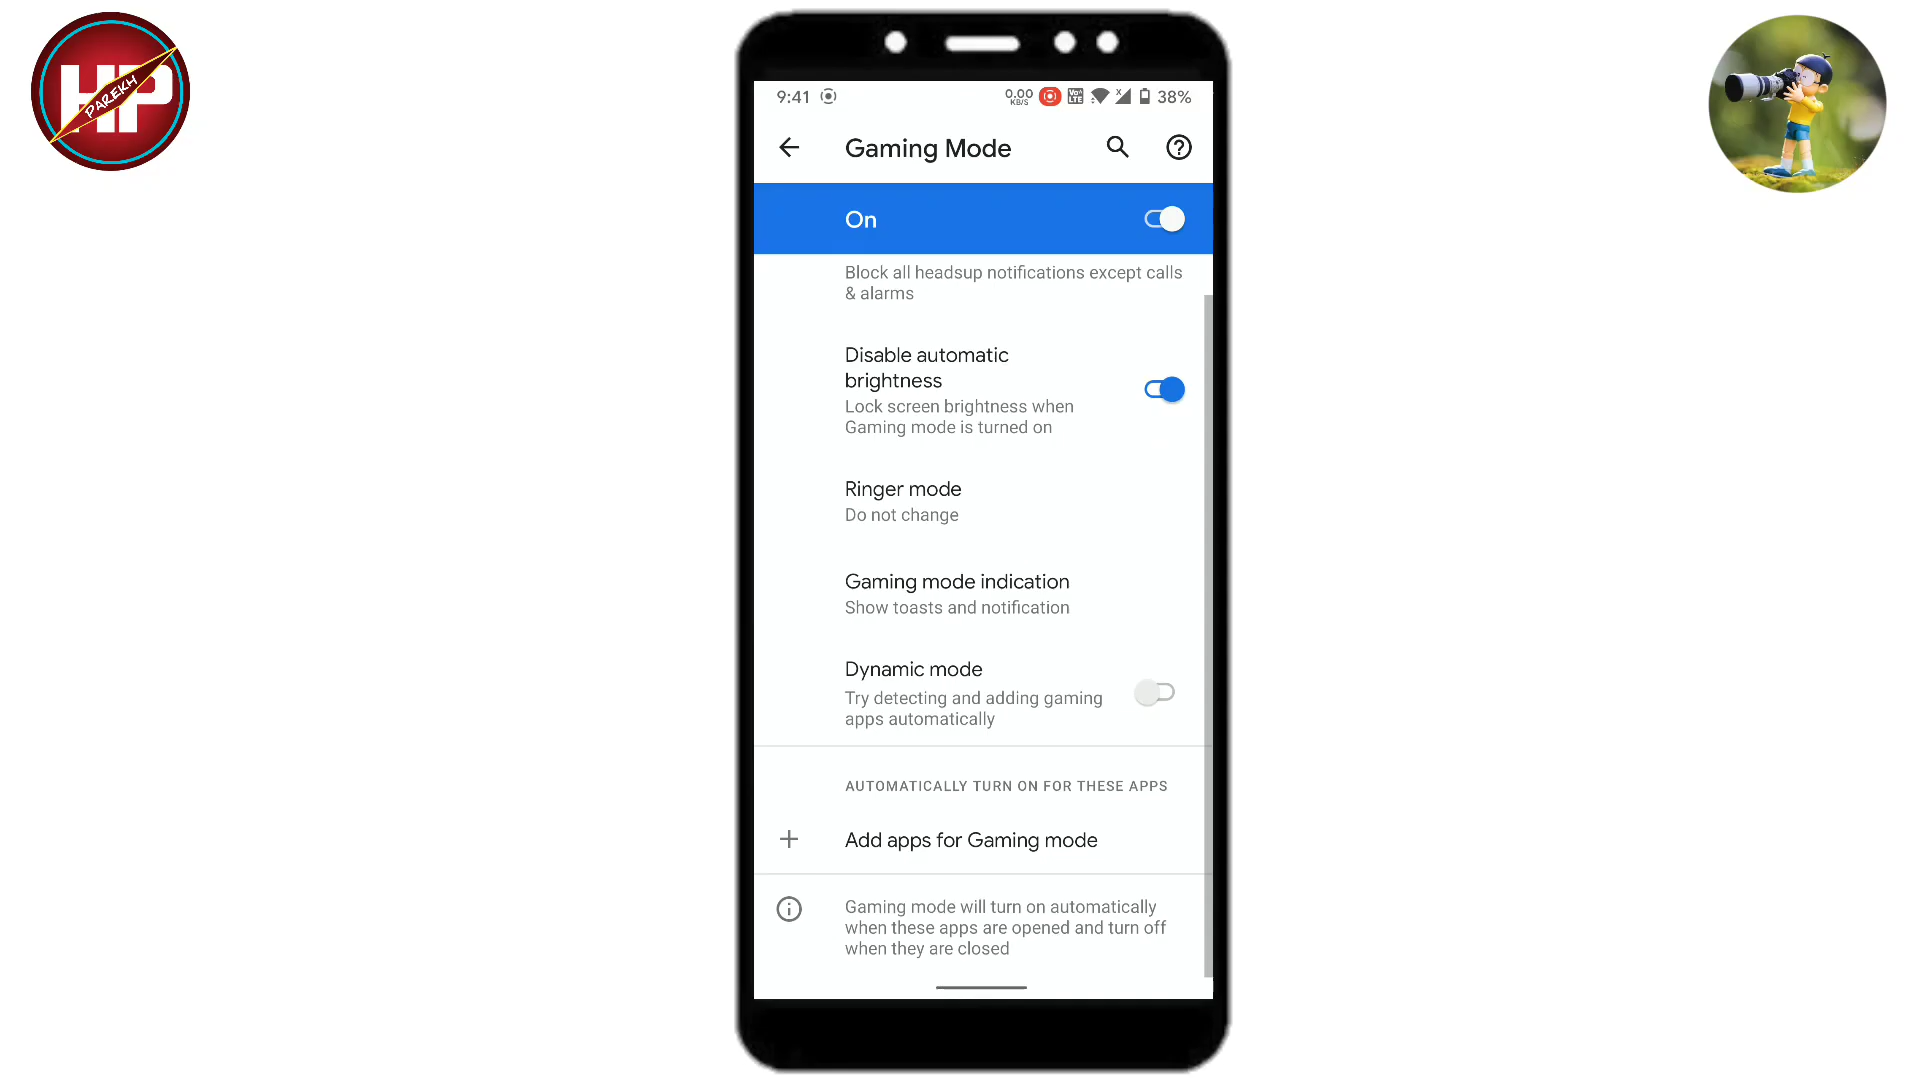 HP
PAREKH
9:41
0.00
KB/S
Vo
LTE
x
38%
Gaming Mode
On
Block all headsup notifications except calls
& alarms
Disable automatic
brightness
Lock screen brightness when
Gaming mode is turned on
Ringer mode
Do not change
Gaming mode indication
Show toasts and notification
Dynamic mode
Try detecting and adding gaming
apps automatically
AUTOMATICALLY TURN ON FOR THESE APPS
Add apps for Gaming mode
Gaming mode will turn on automatically
when these apps are opened and turn off
when they are closed